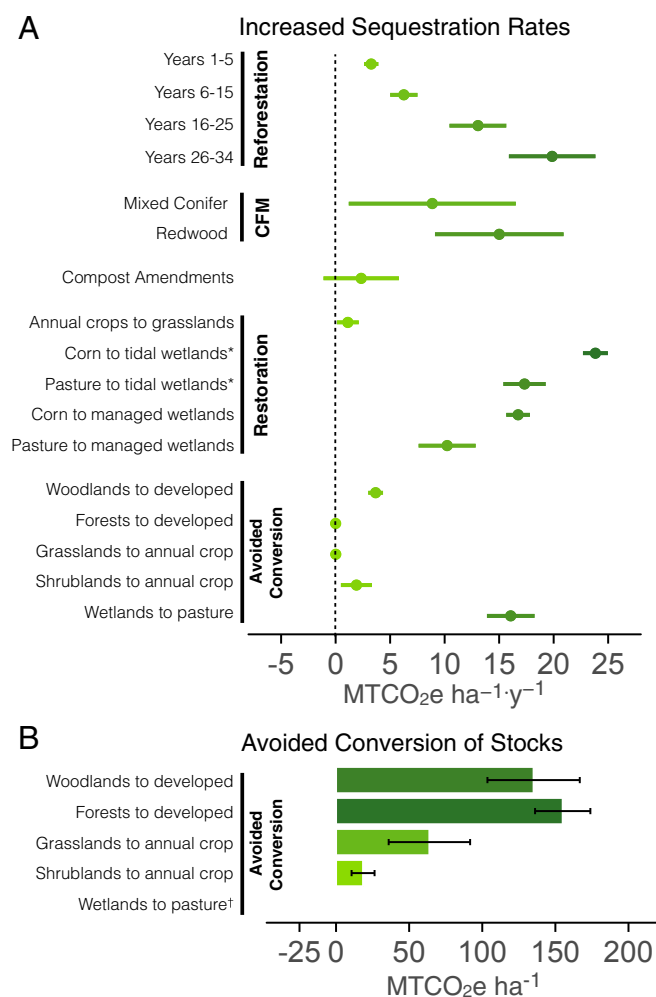 A
Increased Sequestration Rates
Years 1-5
Years 6-15
Years 16-25
Years 26-34
Reforestation
Mixed Conifer
Redwood
CFM
Compost Amendments
Annual crops to grasslands
Corn to tidal wetlands*
Pasture to tidal wetlands*
Corn to managed wetlands
Pasture to managed wetlands
Restoration
Woodlands to developed
Forests to developed
Grasslands to annual crop
Shrublands to annual crop
Wetlands to pasture
Avoided
Conversion
-5 0 5 10 15 20 25
MTCO₂e ha⁻¹·y⁻¹
B
Avoided Conversion of Stocks
Woodlands to developed
Forests to developed
Grasslands to annual crop
Shrublands to annual crop
Wetlands to pasture†
Avoided
Conversion
-25 0 50 100 150 200
MTCO₂e ha⁻¹